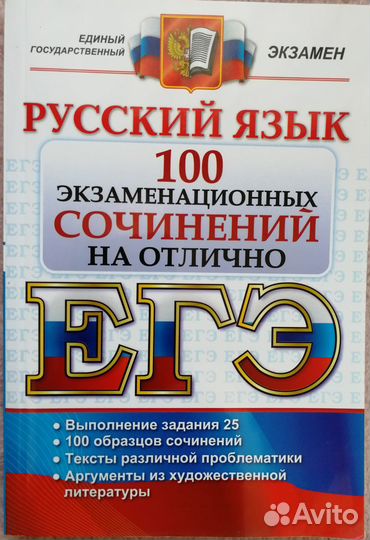 ЕДИНЫЙ
ГОСУДАРСТВЕННЫЙ
ЭКЗАМЕН
РУССКИЙ ЯЗЫК
100
ЭКЗАМЕНАЦИОННЫХ
СОЧИНЕНИЙ
НА ОТЛИЧНО
ЕГЭ
• Выполнение задания 25
• 100 образцов сочинений
• Тексты различной проблематики
• Аргументы из художественной
литературы
Avito